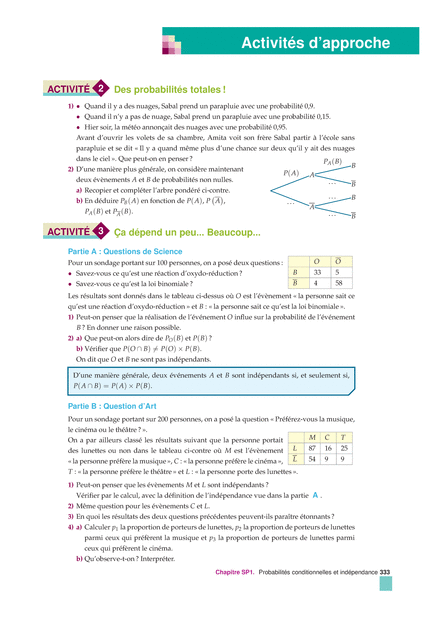 Activités d'approche
ACTIVITÉ 2 Des probabilités totales !
1) • Quand il y a des nuages, Sabal prend un parapluie avec une probabilité 0,9.
• Quand il n'y a pas de nuage, Sabal prend un parapluie avec une probabilité 0,15.
• Hier soir, la météo annonçait des nuages avec une probabilité 0,95.
Avant d'ouvrir les volets de sa chambre, Amita voit son frère Sabal partir à l'école sans
parapluie et se dit « Il y a quand même plus d'une chance sur deux qu'il y ait des nuages
dans le ciel ». Que peut-on en penser ?
2) D'une manière plus générale, on considère maintenant
deux évènements A et B de probabilités non nulles.
a) Recopier et compléter l'arbre pondéré ci-contre.
b) En déduire P_B(A) en fonction de P(A), P(A̅),
P_A(B) et P_A̅(B).
P(A)
P_A(B)
A
B
...
B̅
...
A̅
...
B
...
B̅
ACTIVITÉ 3 Ça dépend un peu... Beaucoup...
Partie A : Questions de Science
Pour un sondage portant sur 100 personnes, on a posé deux questions :
• Savez-vous ce qu'est une réaction d'oxydo-réduction ?
• Savez-vous ce qu'est la loi binomiale ?
O O̅
B 33 5
B̅ 4 58
Les résultats sont donnés dans le tableau ci-dessus où O est l'évènement « la personne sait ce
qu'est une réaction d'oxydo-réduction » et B : « la personne sait ce qu'est la loi binomiale ».
1) Peut-on penser que la réalisation de l'évènement O influe sur la probabilité de l'évènement
B ? En donner une raison possible.
2) a) Que peut-on alors dire de P_O(B) et P(B) ?
b) Vérifier que P(O ∩ B) ≠ P(O) × P(B).
On dit que O et B ne sont pas indépendants.
D'une manière générale, deux évènements A et B sont indépendants si, et seulement si,
P(A ∩ B) = P(A) × P(B).
Partie B : Question d'Art
Pour un sondage portant sur 200 personnes, on a posé la question « Préférez-vous la musique,
le cinéma ou le théâtre ? ».
On a par ailleurs classé les résultats suivant que la personne portait
des lunettes ou non dans le tableau ci-contre où M est l'évènement
« la personne préfère la musique », C : « la personne préfère le cinéma »,
T : « la personne préfère le théâtre » et L : « la personne porte des lunettes ».
M C T
L 87 16 25
L̅ 54 9 9
1) Peut-on penser que les évènements M et L sont indépendants ?
Vérifier par le calcul, avec la définition de l'indépendance vue dans la partie A .
2) Même question pour les évènements C et L.
3) En quoi les résultats des deux questions précédentes peuvent-ils paraître étonnants ?
4) a) Calculer p₁ la proportion de porteurs de lunettes, p₂ la proportion de porteurs de lunettes
parmi ceux qui préfèrent la musique et p₃ la proportion de porteurs de lunettes parmi
ceux qui préfèrent le cinéma.
b) Qu'observe-t-on ? Interpréter.
Chapitre SP1. Probabilités conditionnelles et indépendance 333